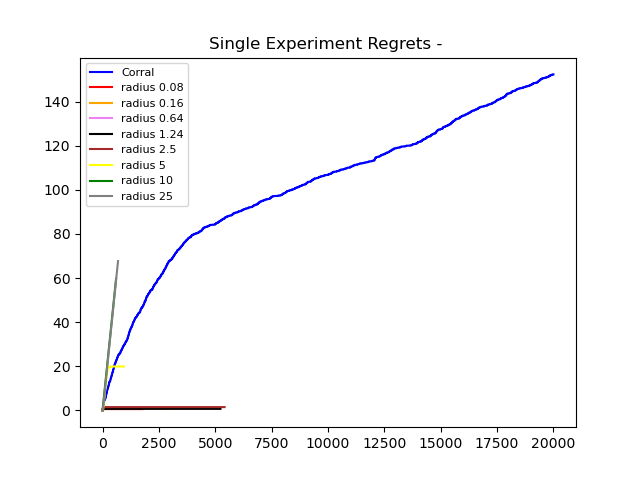 Single Experiment Regrets -
Corral
radius 0.08
radius 0.16
radius 0.64
radius 1.24
radius 2.5
radius 5
radius 10
radius 25
140
120
100
80
60
40
20
0
0 2500 5000 7500 10000 12500 15000 17500 20000